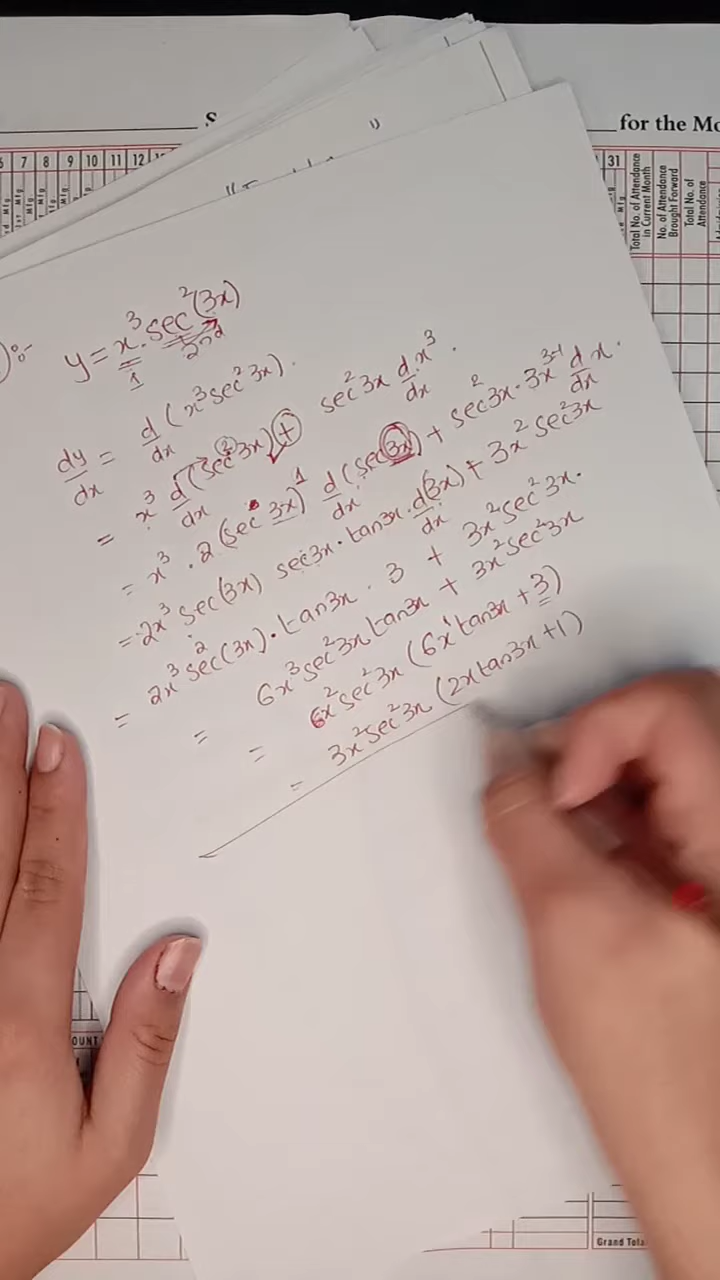 S
for the Mo
6 7 8 9 10 11 12
31
Total No. of Attendance in Current Month
No. of Attendance Brought Forward
Total No. of Attendance
):-
y = x³. sec²(3x)
1 2nd
dy/dx = d/dx (x³ sec² 3x).
= x³ d/dx (sec² 3x) + sec² 3x d/dx x³.
= x³ . 2 (sec 3x)¹ d/dx (sec 3x) + sec² 3x . 3x³⁻¹ d/dx x.
= 2x³ sec(3x) sec3x . tan3x . d/dx (3x) + 3x² sec² 3x
= 2x³ sec²(3x) . tan3x . 3 + 3x² sec² 3x.
= 6x³ sec² 3x tan3x + 3x² sec² 3x
= 6x² sec² 3x (6x¹ tan3x + 3)
= 3x² sec² 3x (2x tan3x + 1)
OUNT
Grand Tota